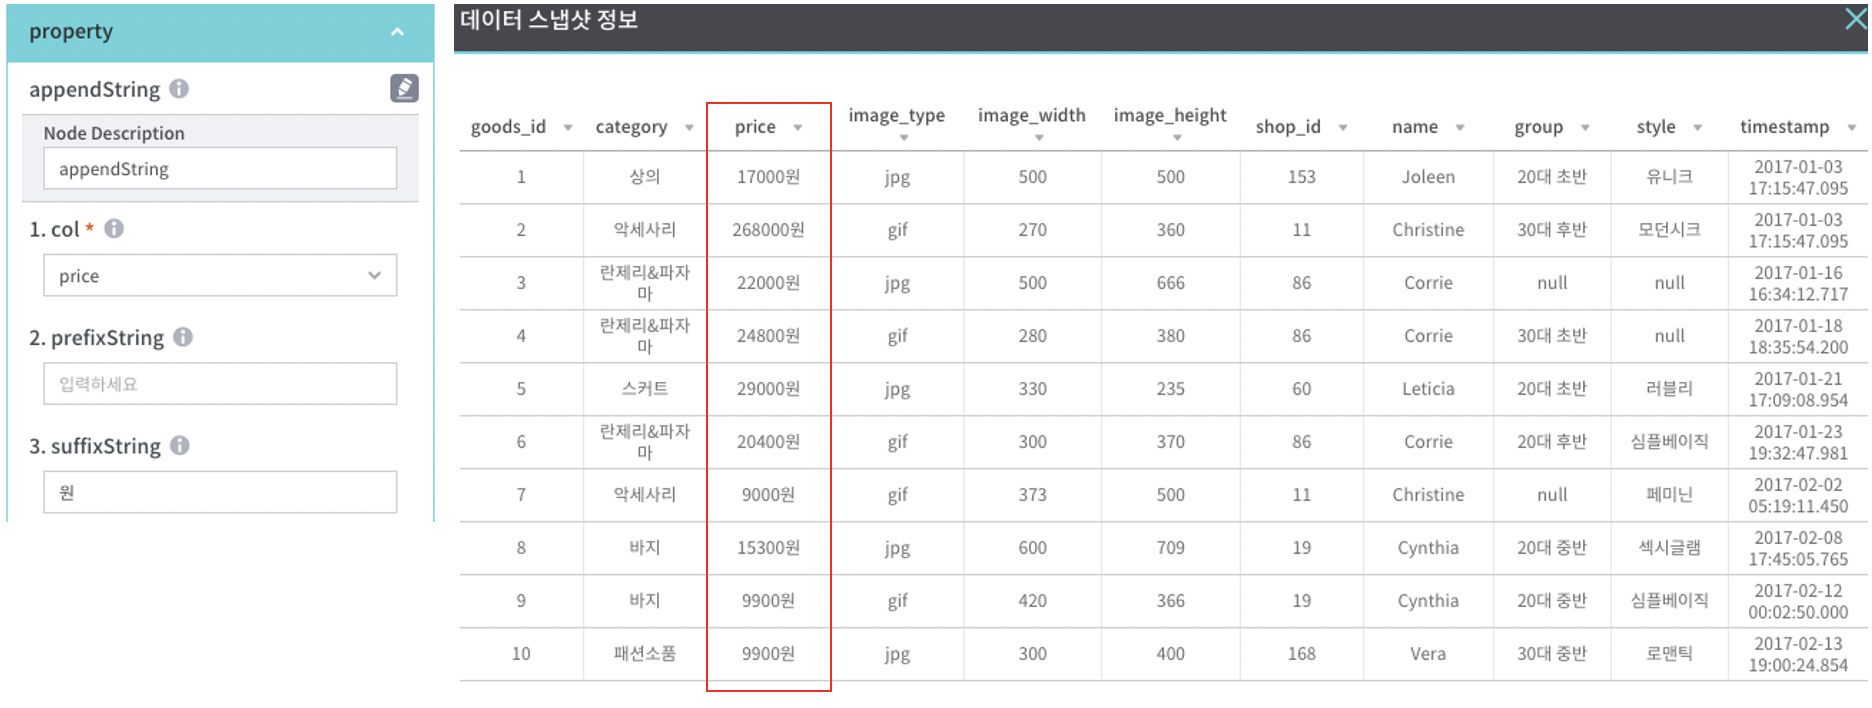 property
appendString
Node Description
appendString
1. col *
price
2. prefixString
입력하세요
3. suffixString
원
데이터 스냅샷 정보
goods_id category price image_type image_width image_height shop_id name group style timestamp
1 상의 17000원 jpg 500 500 153 Joleen 20대 초반 유니크 2017-01-03
17:15:47.095
2 악세사리 268000원 gif 270 360 11 Christine 30대 후반 모던시크 2017-01-03
17:15:47.095
3 란제리&파자 22000원 jpg 500 666 86 Corrie null null 2017-01-16
마 16:34:12.717
4 란제리&파자 24800원 gif 280 380 86 Corrie 30대 초반 null 2017-01-18
마 18:35:54.200
5 스커트 29000원 jpg 330 235 60 Leticia 20대 초반 러블리 2017-01-21
17:09:08.954
6 란제리&파자 20400원 gif 300 370 86 Corrie 20대 후반 심플베이직 2017-01-23
마 19:32:47.981
7 악세사리 9000원 gif 373 500 11 Christine null 페미닌 2017-02-02
05:19:11.450
8 바지 15300원 jpg 600 709 19 Cynthia 20대 중반 섹시글램 2017-02-08
17:45:05.765
9 바지 9900원 gif 420 366 19 Cynthia 20대 중반 심플베이직 2017-02-12
00:02:50.000
10 패션소품 9900원 jpg 300 400 168 Vera 30대 중반 로맨틱 2017-02-13
19:00:24.854